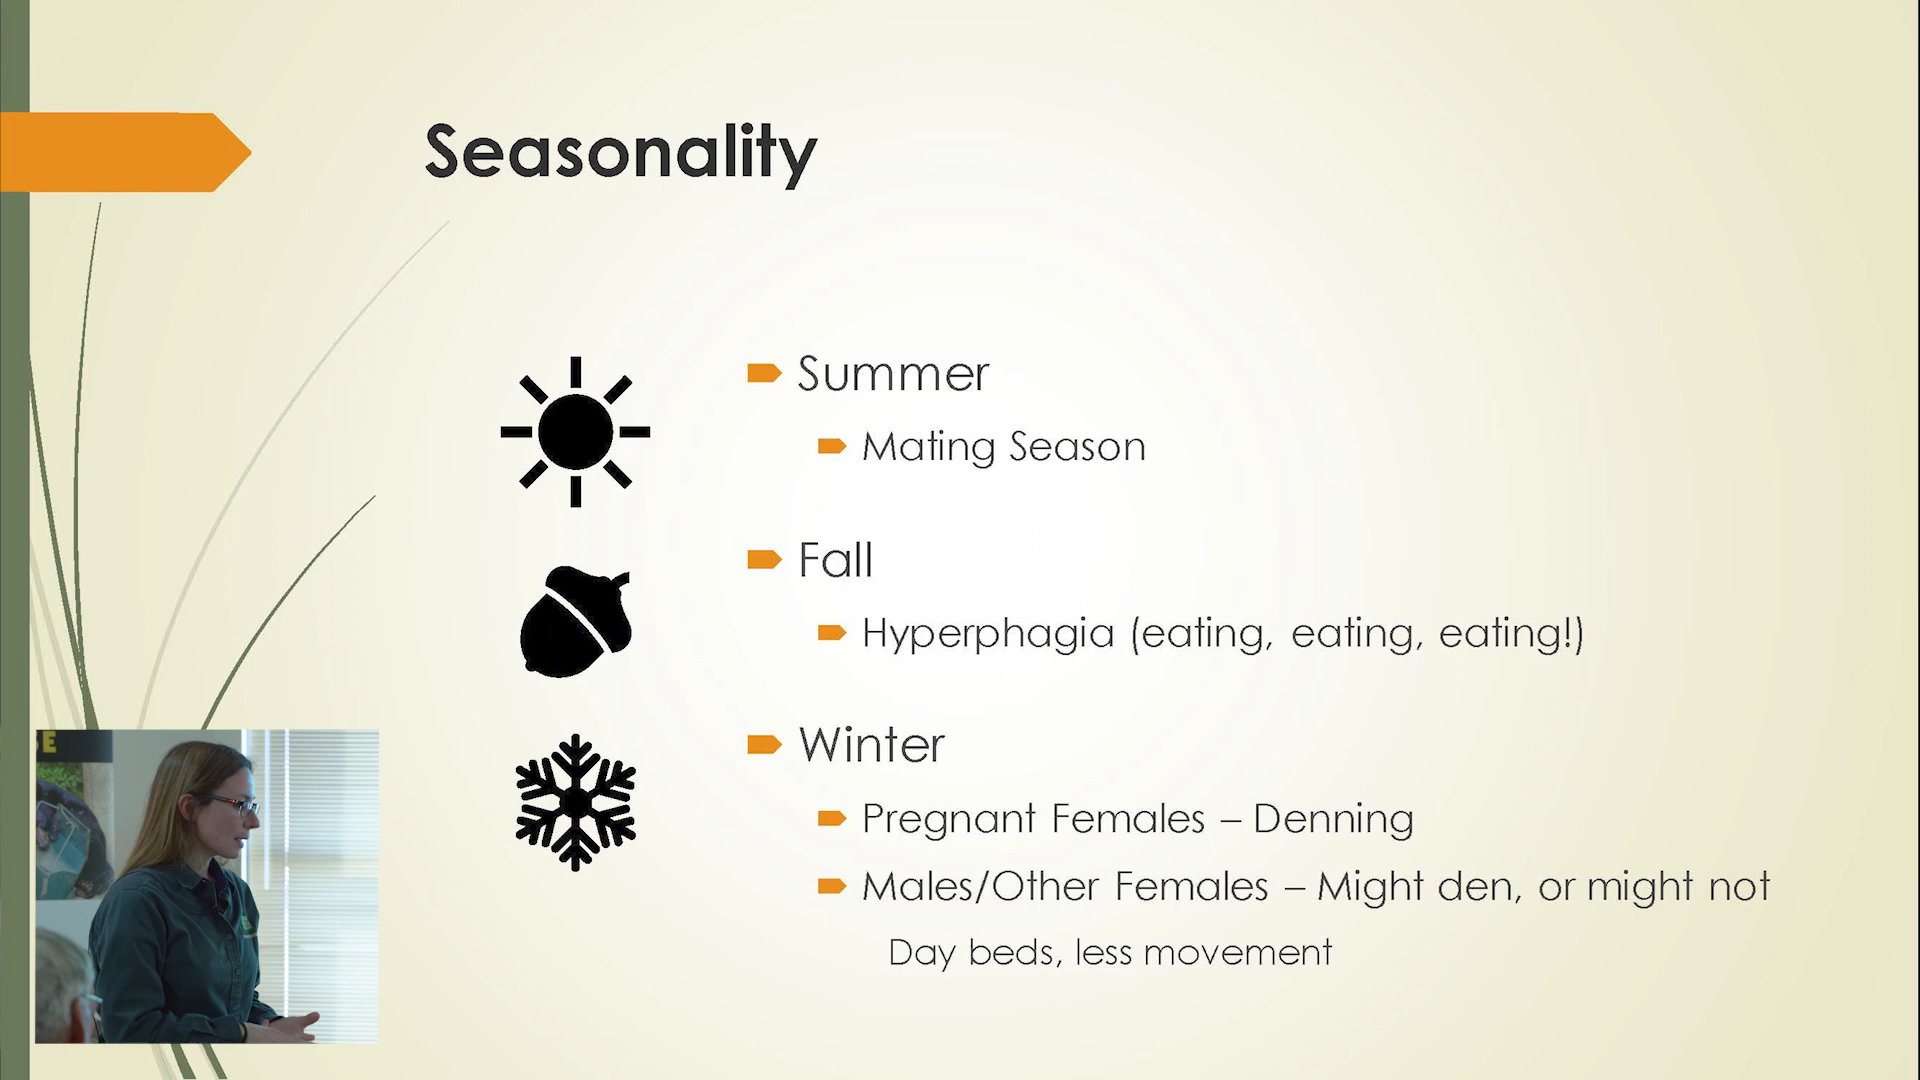 Seasonality
Summer
Mating Season
Fall
Hyperphagia (eating, eating, eating!)
Winter
Pregnant Females – Denning
Males/Other Females – Might den, or might not
Day beds, less movement
SE